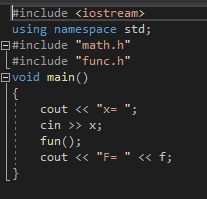 #include <iostream>
using namespace std;
#include "math.h"
#include "func.h"
void main()
{
    cout << "x= ";
    cin >> x;
    fun();
    cout << "F= " << f;
}